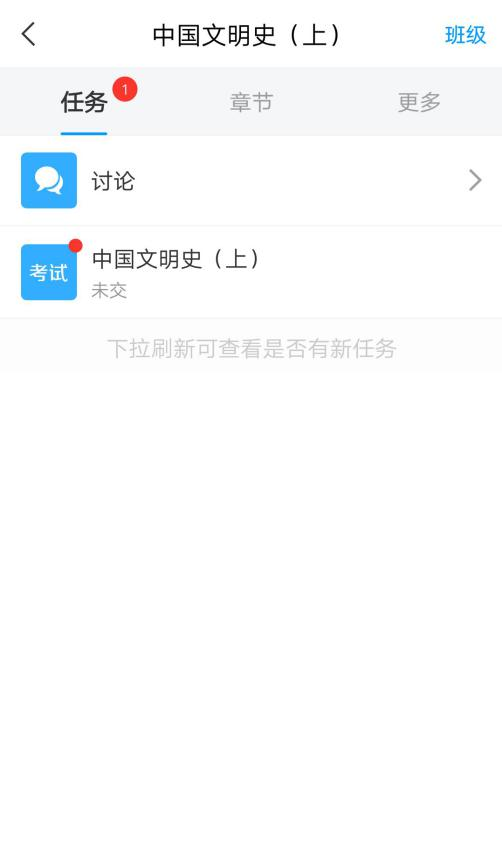 中国文明史（上）
班级
任务
1
章节
更多
讨论
考试
中国文明史（上）
未交
下拉刷新可查看是否有新任务